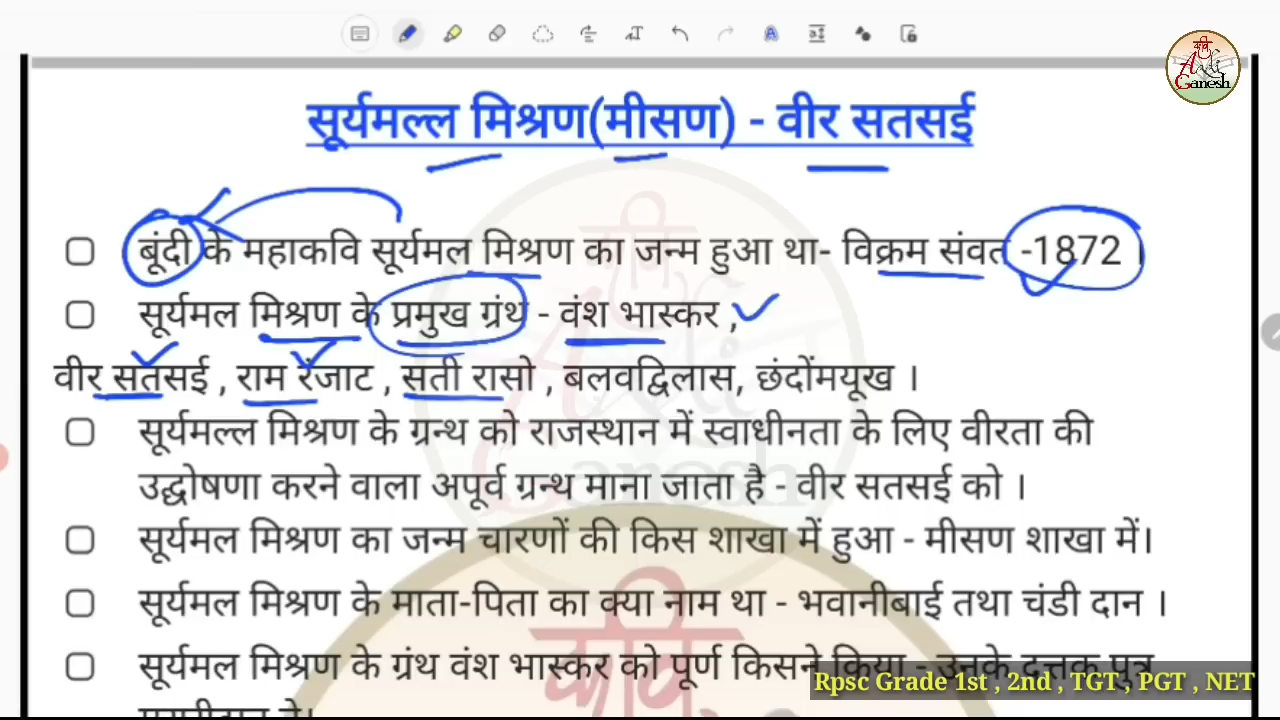 कवि
Ganesh
सूर्यमल्ल मिश्रण(मीसण) - वीर सतसई
बूंदी के महाकवि सूर्यमल मिश्रण का जन्म हुआ था- विक्रम संवत -1872 ।
सूर्यमल मिश्रण के प्रमुख ग्रंथ - वंश भास्कर ,
वीर सतसई , राम रंजाट , सती रासो , बलवद्विलास, छंदोंमयूख ।
सूर्यमल्ल मिश्रण के ग्रन्थ को राजस्थान में स्वाधीनता के लिए वीरता की
उद्धोषणा करने वाला अपूर्व ग्रन्थ माना जाता है - वीर सतसई को ।
सूर्यमल मिश्रण का जन्म चारणों की किस शाखा में हुआ - मीसण शाखा में।
सूर्यमल मिश्रण के माता-पिता का क्या नाम था - भवानीबाई तथा चंडी दान ।
सूर्यमल मिश्रण के ग्रंथ वंश भास्कर को पूर्ण किसने किया - उनके दत्तक पुत्र
Rpsc Grade 1st , 2nd , TGT , PGT , NET